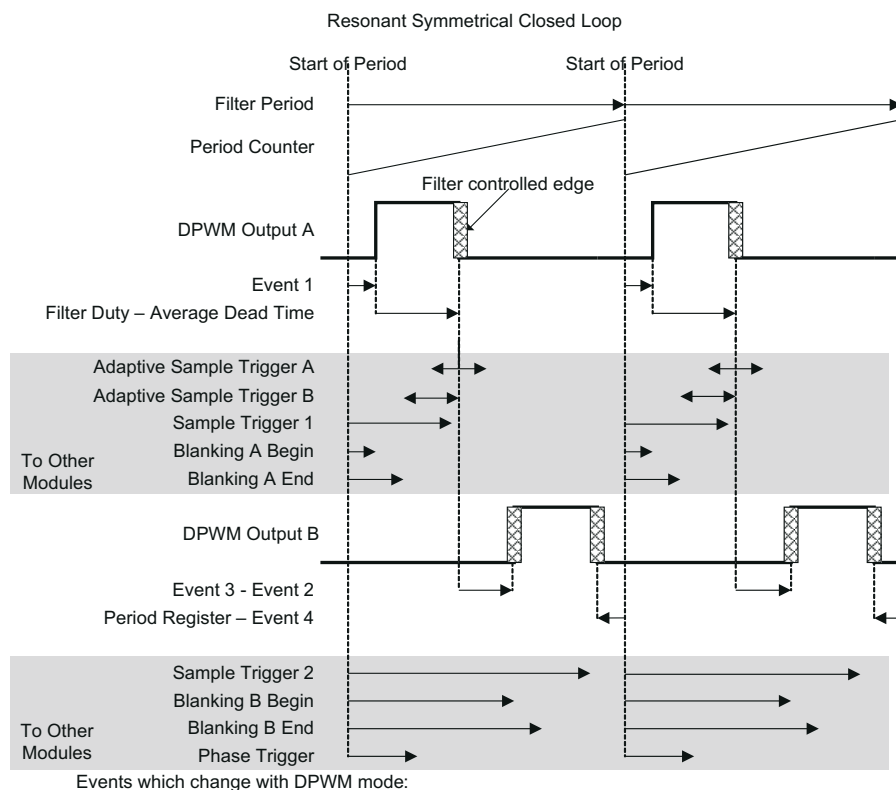 Resonant Symmetrical Closed Loop
Start of Period
Start of Period
Filter Period
Period Counter
Filter controlled edge
DPWM Output A
Event 1
Filter Duty – Average Dead Time
Adaptive Sample Trigger A
Adaptive Sample Trigger B
Sample Trigger 1
Blanking A Begin
To Other
Modules
Blanking A End
DPWM Output B
Event 3 - Event 2
Period Register – Event 4
Sample Trigger 2
Blanking B Begin
Blanking B End
To Other
Modules
Phase Trigger
Events which change with DPWM mode: